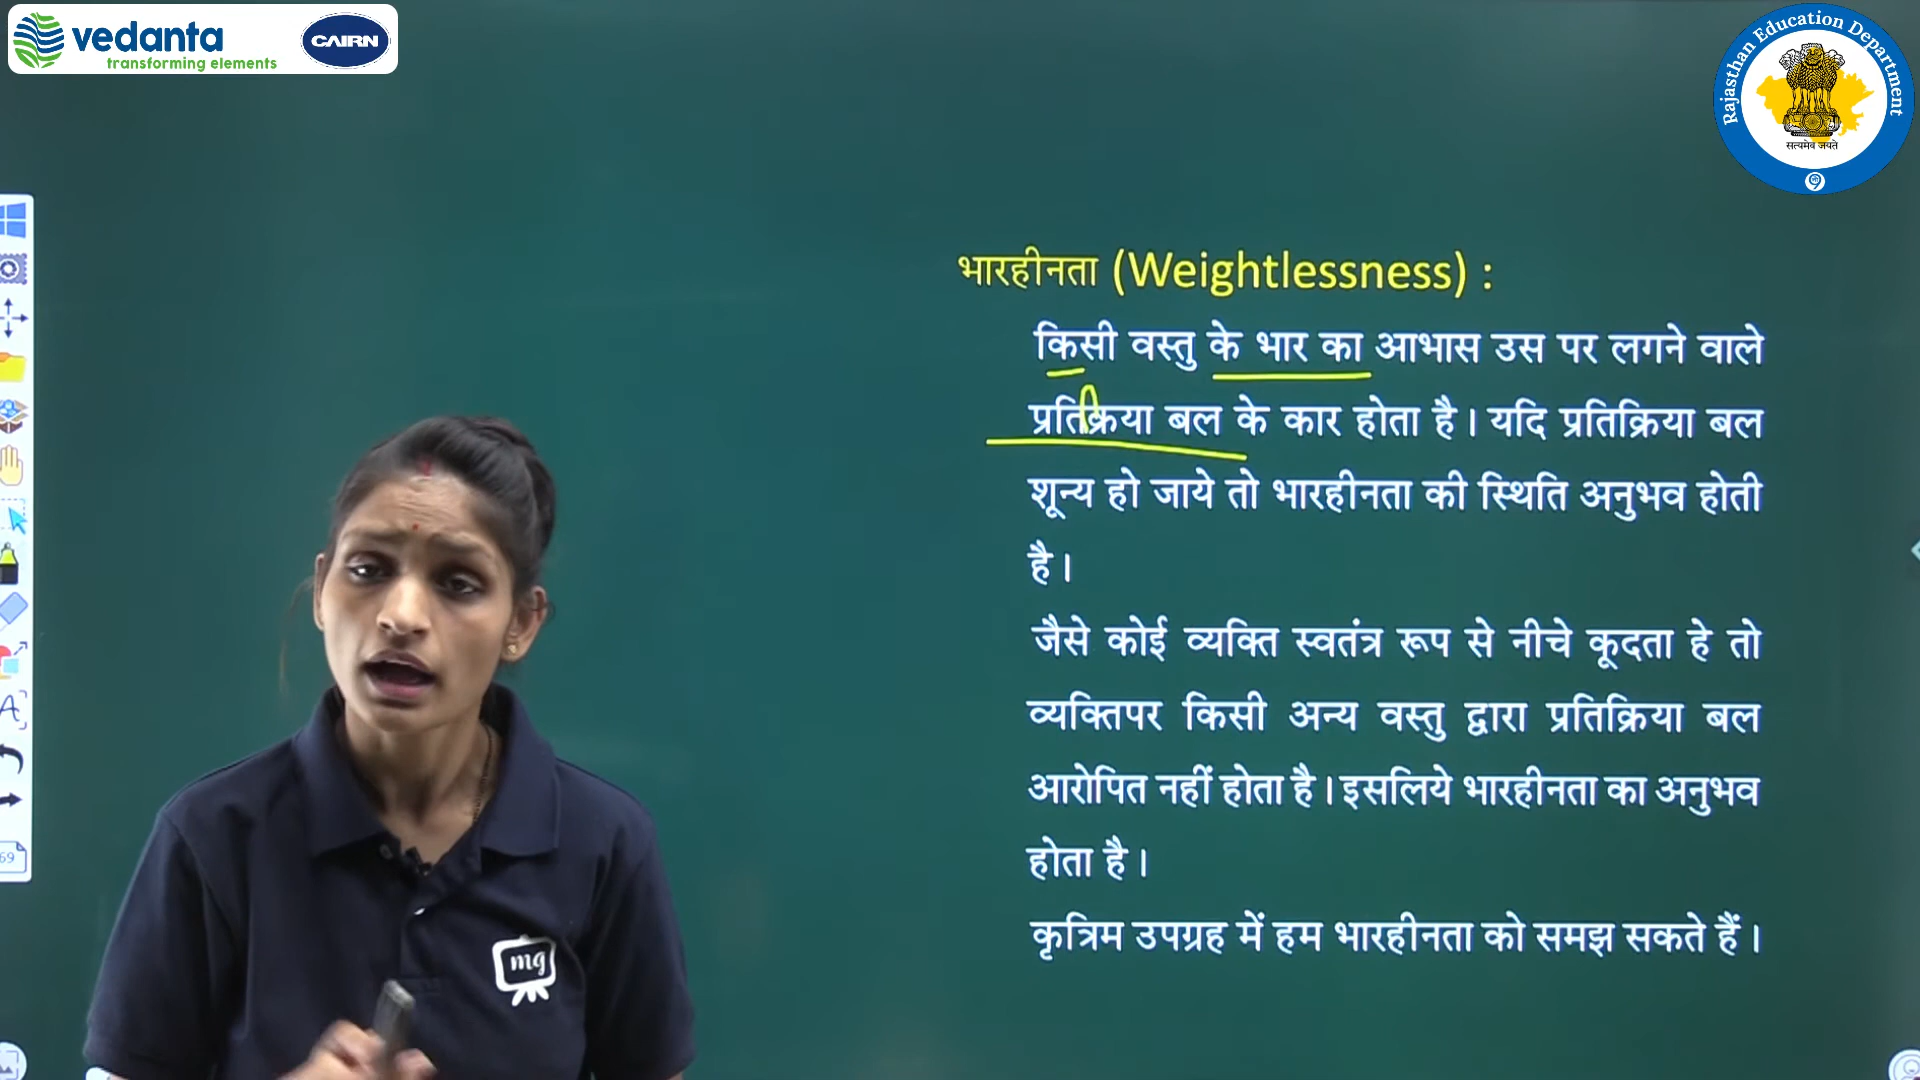 vedanta
transforming elements
CAIRN
Rajasthan Education Department
सत्यमेव जयते
भारहीनता (Weightlessness) :
किसी वस्तु के भार का आभास उस पर लगने वाले
प्रतिक्रिया बल के कार होता है। यदि प्रतिक्रिया बल
शून्य हो जाये तो भारहीनता की स्थिति अनुभव होती
है।
जैसे कोई व्यक्ति स्वतंत्र रूप से नीचे कूदता हे तो
व्यक्तिपर किसी अन्य वस्तु द्वारा प्रतिक्रिया बल
आरोपित नहीं होता है। इसलिये भारहीनता का अनुभव
होता है।
कृत्रिम उपग्रह में हम भारहीनता को समझ सकते हैं।
mg
69